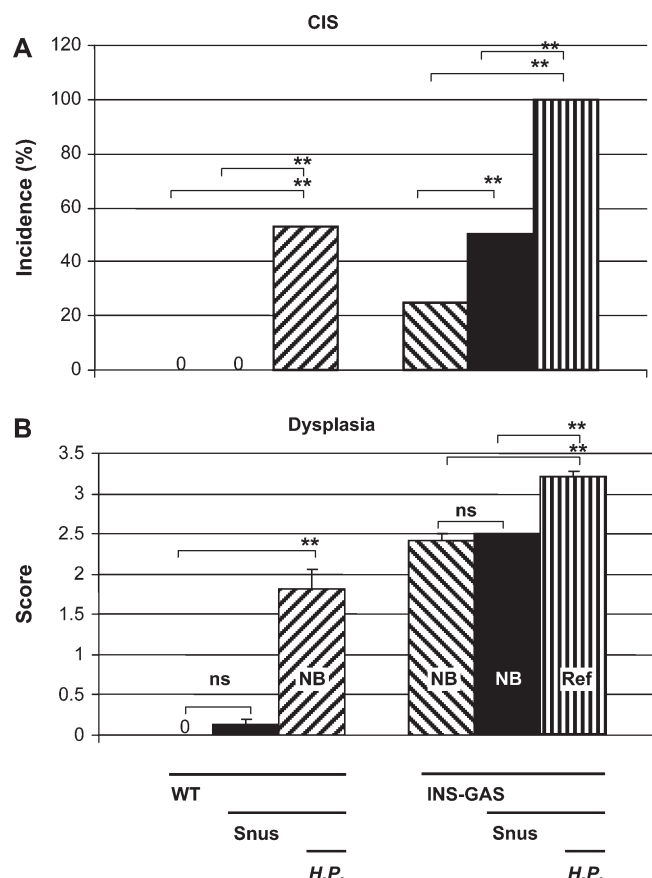 CIS
A
120
**
**
100
80
**
**
**
60
40
20
0
0
0
Incidence (%)
B
Dysplasia
**
**
3.5
3
ns
2.5
**
2
1.5
1
ns
NB
NB
NB
Ref
0.5
0
0
Score
WT
INS-GAS
Snus
Snus
H.P.
H.P.